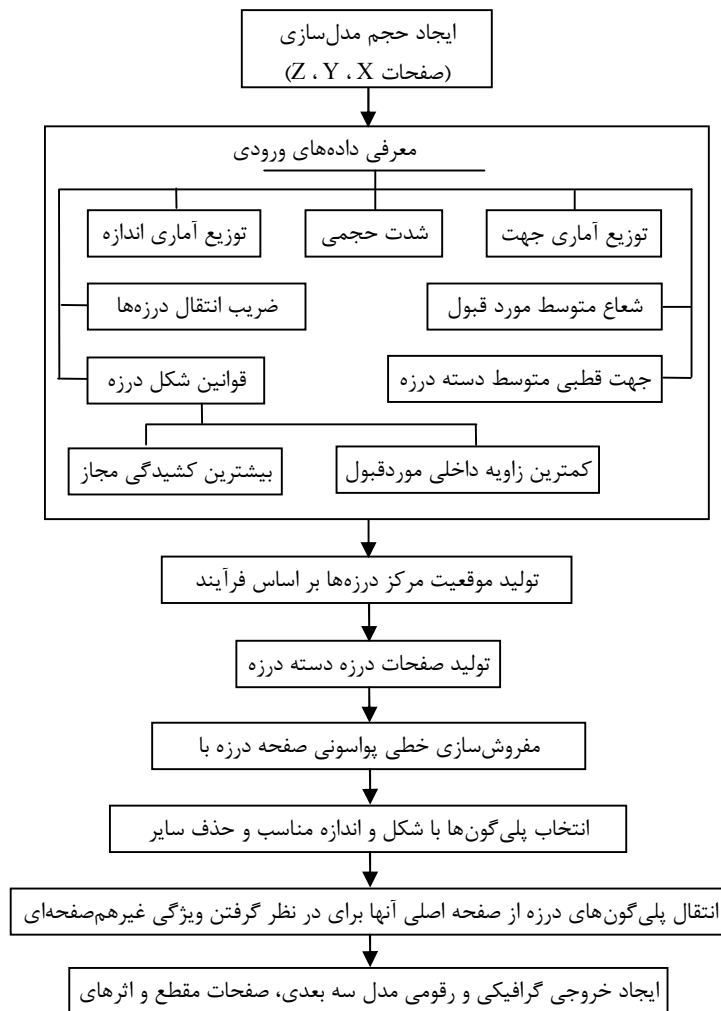 ایجاد حجم مدل‌سازی
(صفحات X ، Y ، Z)
معرفی داده‌های ورودی
توزیع آماری جهت
شدت حجمی
توزیع آماری اندازه
شعاع متوسط مورد قبول
ضریب انتقال درزه‌ها
جهت قطبی متوسط دسته درزه
قوانین شکل درزه
کمترین زاویه داخلی موردقبول
بیشترین کشیدگی مجاز
تولید موقعیت مرکز درزه‌ها بر اساس فرآیند
تولید صفحات درزه دسته درزه
مفروش‌سازی خطی پواسونی صفحه درزه با
انتخاب پلی‌گون‌ها با شکل و اندازه مناسب و حذف سایر
انتقال پلی‌گون‌های درزه از صفحه اصلی آنها برای در نظر گرفتن ویژگی غیرهم‌صفحه‌ای
ایجاد خروجی گرافیکی و رقومی مدل سه بعدی، صفحات مقطع و اثرهای